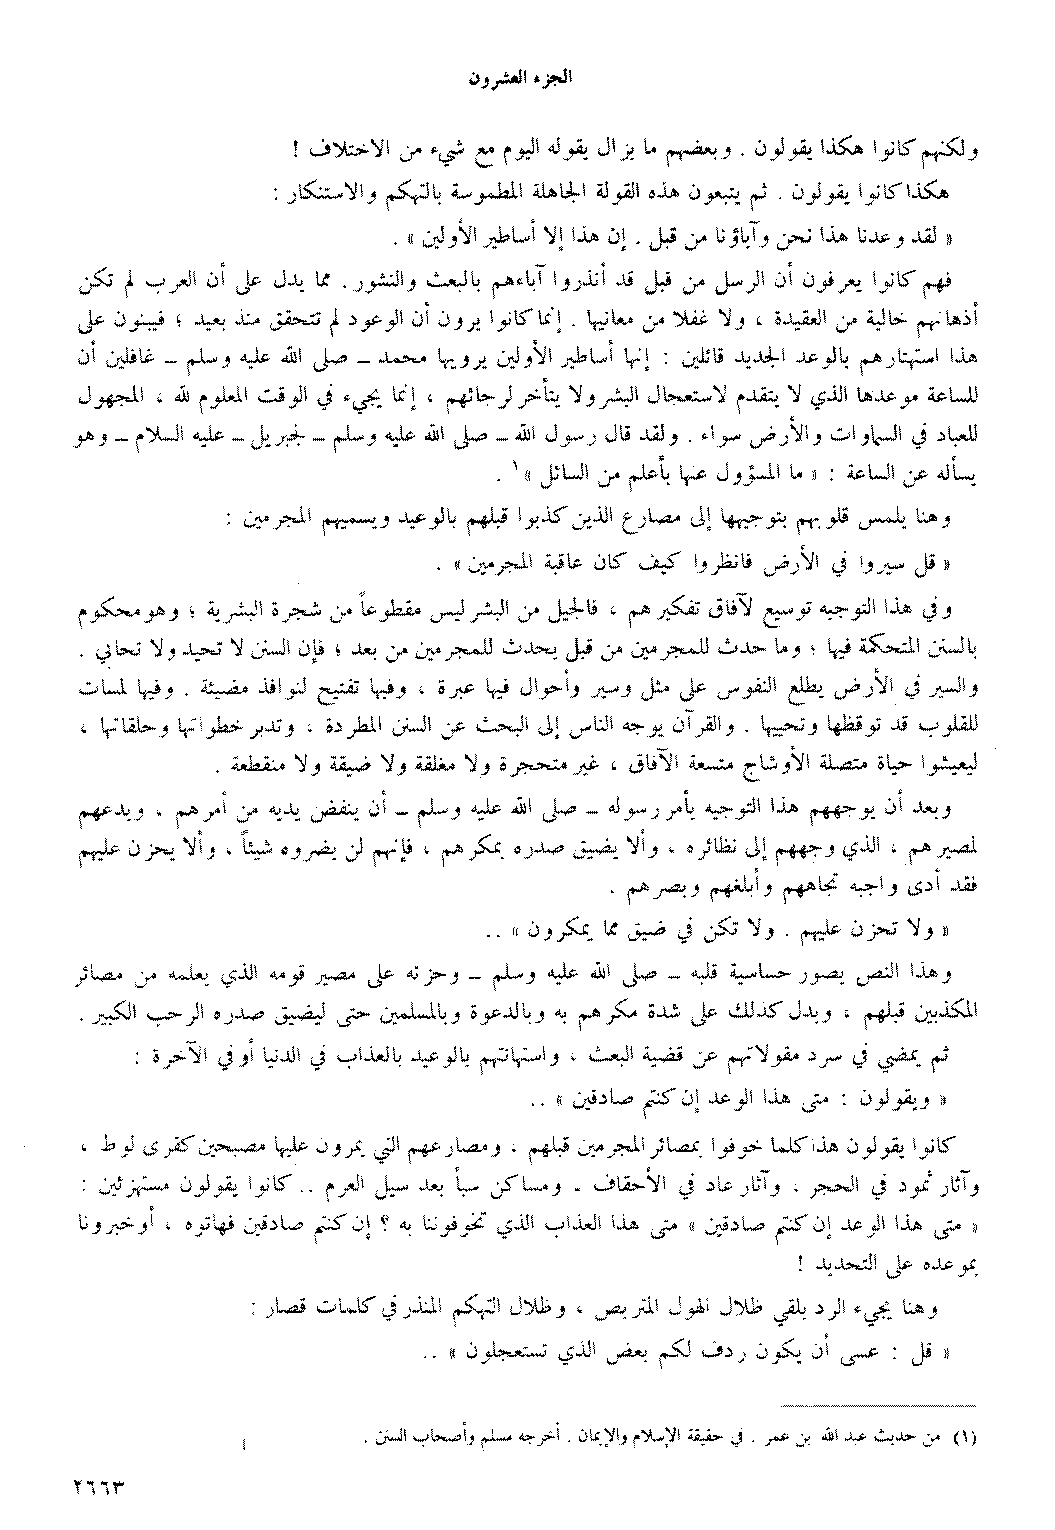 الجزء العشرون
ولكنهم كانوا هكذا يقولون . وبعضهم ما يزال يقوله اليوم مع شيء من الاختلاف !
هكذا كانوا يقولون . ثم يتبعون هذه القولة الجاهلة المطموسة بالتهكم والاستنكار :
« لقد وعدنا هذا نحن وآباؤنا من قبل . إن هذا إلا أساطير الأولين » .
فهم كانوا يعرفون أن الرسل من قبل قد أنذروا آباءهم بالبعث والنشور . مما يدل على أن العرب لم تكن
أذهانهم خالية من العقيدة ، ولا غفلا من معانيها . إنما كانوا يرون أن الوعود لم تتحقق منذ بعيد ؛ فيبنون على
هذا استهتارهم بالوعد الجديد قائلين : إنها أساطير الأولين يرويها محمد – صلى الله عليه وسلم – غافلين أن
للساعة موعدها الذي لا يتقدم لاستعجال البشر ولا يتأخر لرجائهم ، إنما يجيء في الوقت المعلوم لله ، المجهول
للعباد في السماوات والأرض سواء . ولقد قال رسول الله – صلى الله عليه وسلم – لجبريل – عليه السلام – وهو
يسأله عن الساعة : « ما المسؤول عنها بأعلم من السائل »١ .
وهنا يلمس قلوبهم بتوجيهها إلى مصارع الذين كذبوا قبلهم بالوعيد ويسميهم المجرمين :
« قل سيروا في الأرض فانظروا كيف كان عاقبة المجرمين » .
وفي هذا التوجيه توسيع لآفاق تفكيرهم ، فالجيل من البشر ليس مقطوعاً من شجرة البشرية ؛ وهو محكوم
بالسنن المتحكمة فيها ؛ وما حدث للمجرمين من قبل يحدث للمجرمين من بعد ؛ فإن السنن لا تحيد ولا تحابي .
والسير في الأرض يطلع النفوس على مثل وسير وأحوال فيها عبرة ، وفيها تفتيح لنوافذ مضيئة . وفيها لمسات
للقلوب قد توقظها وتحييها . والقرآن يوجه الناس إلى البحث عن السنن المطردة ، وتدبر خطواتها وحلقاتها ،
ليعيشوا حياة متصلة الأوشاج متسعة الآفاق ، غير متحجرة ولا مغلقة ولا ضيقة ولا منقطعة .
وبعد أن يوجههم هذا التوجيه يأمر رسوله – صلى الله عليه وسلم – أن ينفض يديه من أمرهم ، ويدعهم
لمصيرهم ، الذي وجههم إلى نظائره ، وألا يضيق صدره بمكرهم ، فإنهم لن يضروه شيئاً ، وألا يحزن عليهم
فقد أدى واجبه تجاههم وأبلغهم وبصرهم .
« ولا تحزن عليهم . ولا تكن في ضيق مما يمكرون » ..
وهذا النص يصور حساسية قلبه – صلى الله عليه وسلم – وحزنه على مصير قومه الذي يعلمه من مصائر
المكذبين قبلهم ، ويدل كذلك على شدة مكرهم به وبالدعوة وبالمسلمين حتى ليضيق صدره الرحب الكبير .
ثم يمضي في سرد مقولاتهم عن قضية البعث ، واستهانتهم بالوعيد بالعذاب في الدنيا أو في الآخرة :
« ويقولون : متى هذا الوعد إن كنتم صادقين » ..
كانوا يقولون هذا كلما خوفوا بمصائر المجرمين قبلهم ، ومصارعهم التي يمرون عليها مصبحين كقرى لوط ،
وآثار ثمود في الحجر ، وآثار عاد في الأحقاف ، ومساكن سبأ بعد سيل العرم .. كانوا يقولون مستهزئين :
« متى هذا الوعد إن كنتم صادقين » متى هذا العذاب الذي تخوفوننا به ؟ إن كنتم صادقين فهاتوه ، أو خبرونا
بموعده على التحديد !
وهنا يجيء الرد يلقي ظلال الهول المتربص ، وظلال التهكم المنذر في كلمات قصار :
« قل : عسى أن يكون ردف لكم بعض الذي تستعجلون » ..
(١) من حديث عبد الله بن عمر . في حقيقة الإسلام والإيمان . أخرجه مسلم وأصحاب السنن .
٢٦٦٣